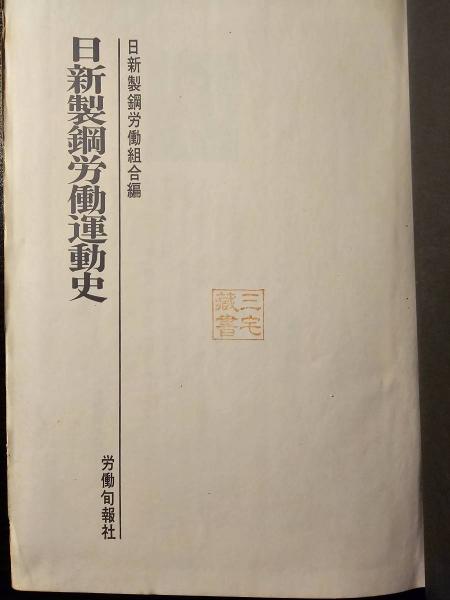 日新製鋼労働組合編
日新製鋼労働運動史
労働旬報社
三宅
藏書